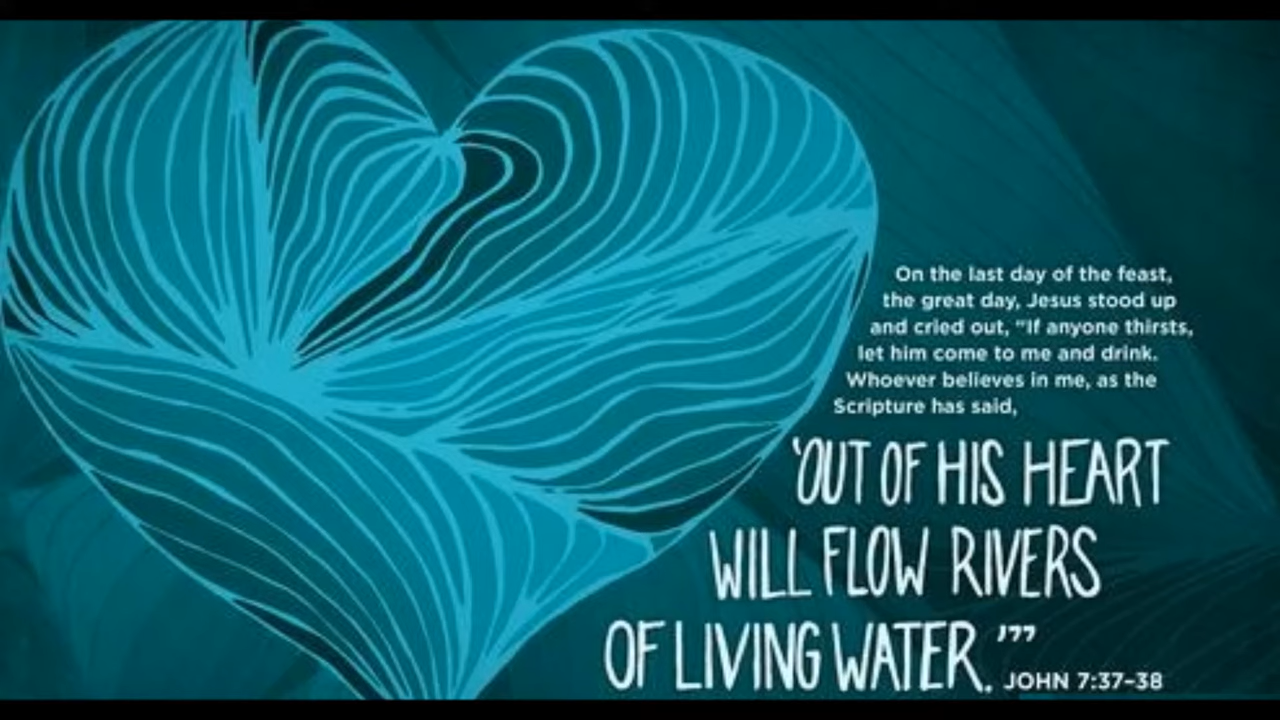 On the last day of the feast,
the great day, Jesus stood up
and cried out, “If anyone thirsts,
let him come to me and drink.
Whoever believes in me, as the
Scripture has said,
‘OUT OF HIS HEART
WILL FLOW RIVERS
OF LIVING WATER.’”
JOHN 7:37–38